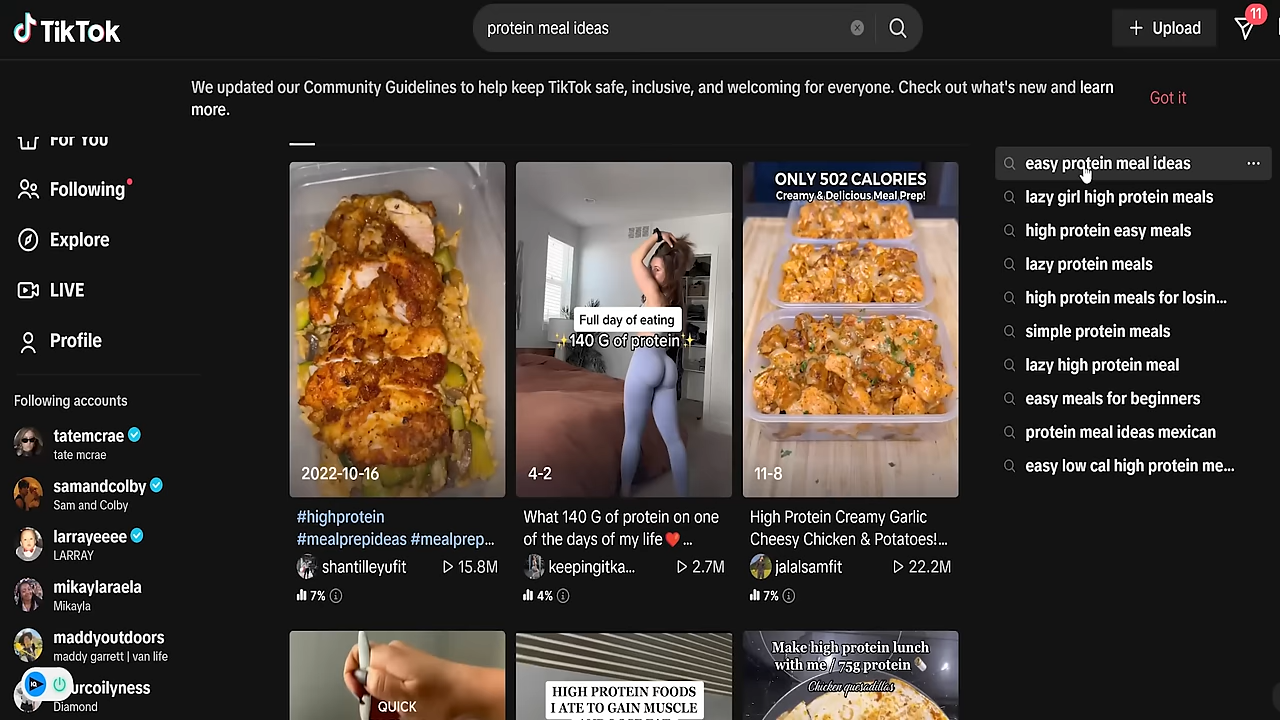 TikTok
protein meal ideas
Upload
11
We updated our Community Guidelines to help keep TikTok safe, inclusive, and welcoming for everyone. Check out what's new and learn
more.
Got it
For You
Following
Explore
LIVE
Profile
Following accounts
tatemcrae
tate mcrae
samandcolby
Sam and Colby
larrayeeee
LARRAY
mikaylaraela
Mikayla
maddyoutdoors
maddy garrett | van life
urcoilyness
Diamond
2022-10-16
#highprotein
#mealprepideas #mealprep...
shantilleyufit
15.8M
7%
Full day of eating
140 G of protein
4-2
What 140 G of protein on one
of the days of my life❤️...
keepingitka...
2.7M
4%
ONLY 502 CALORIES
Creamy & Delicious Meal Prep!
11-8
High Protein Creamy Garlic
Cheesy Chicken & Potatoes!...
jalalsamfit
22.2M
7%
QUICK
HIGH PROTEIN FOODS
I ATE TO GAIN MUSCLE
Make high protein lunch
with me / 75g protein
Chicken quesadillas
easy protein meal ideas
lazy girl high protein meals
high protein easy meals
lazy protein meals
high protein meals for losin...
simple protein meals
lazy high protein meal
easy meals for beginners
protein meal ideas mexican
easy low cal high protein me...